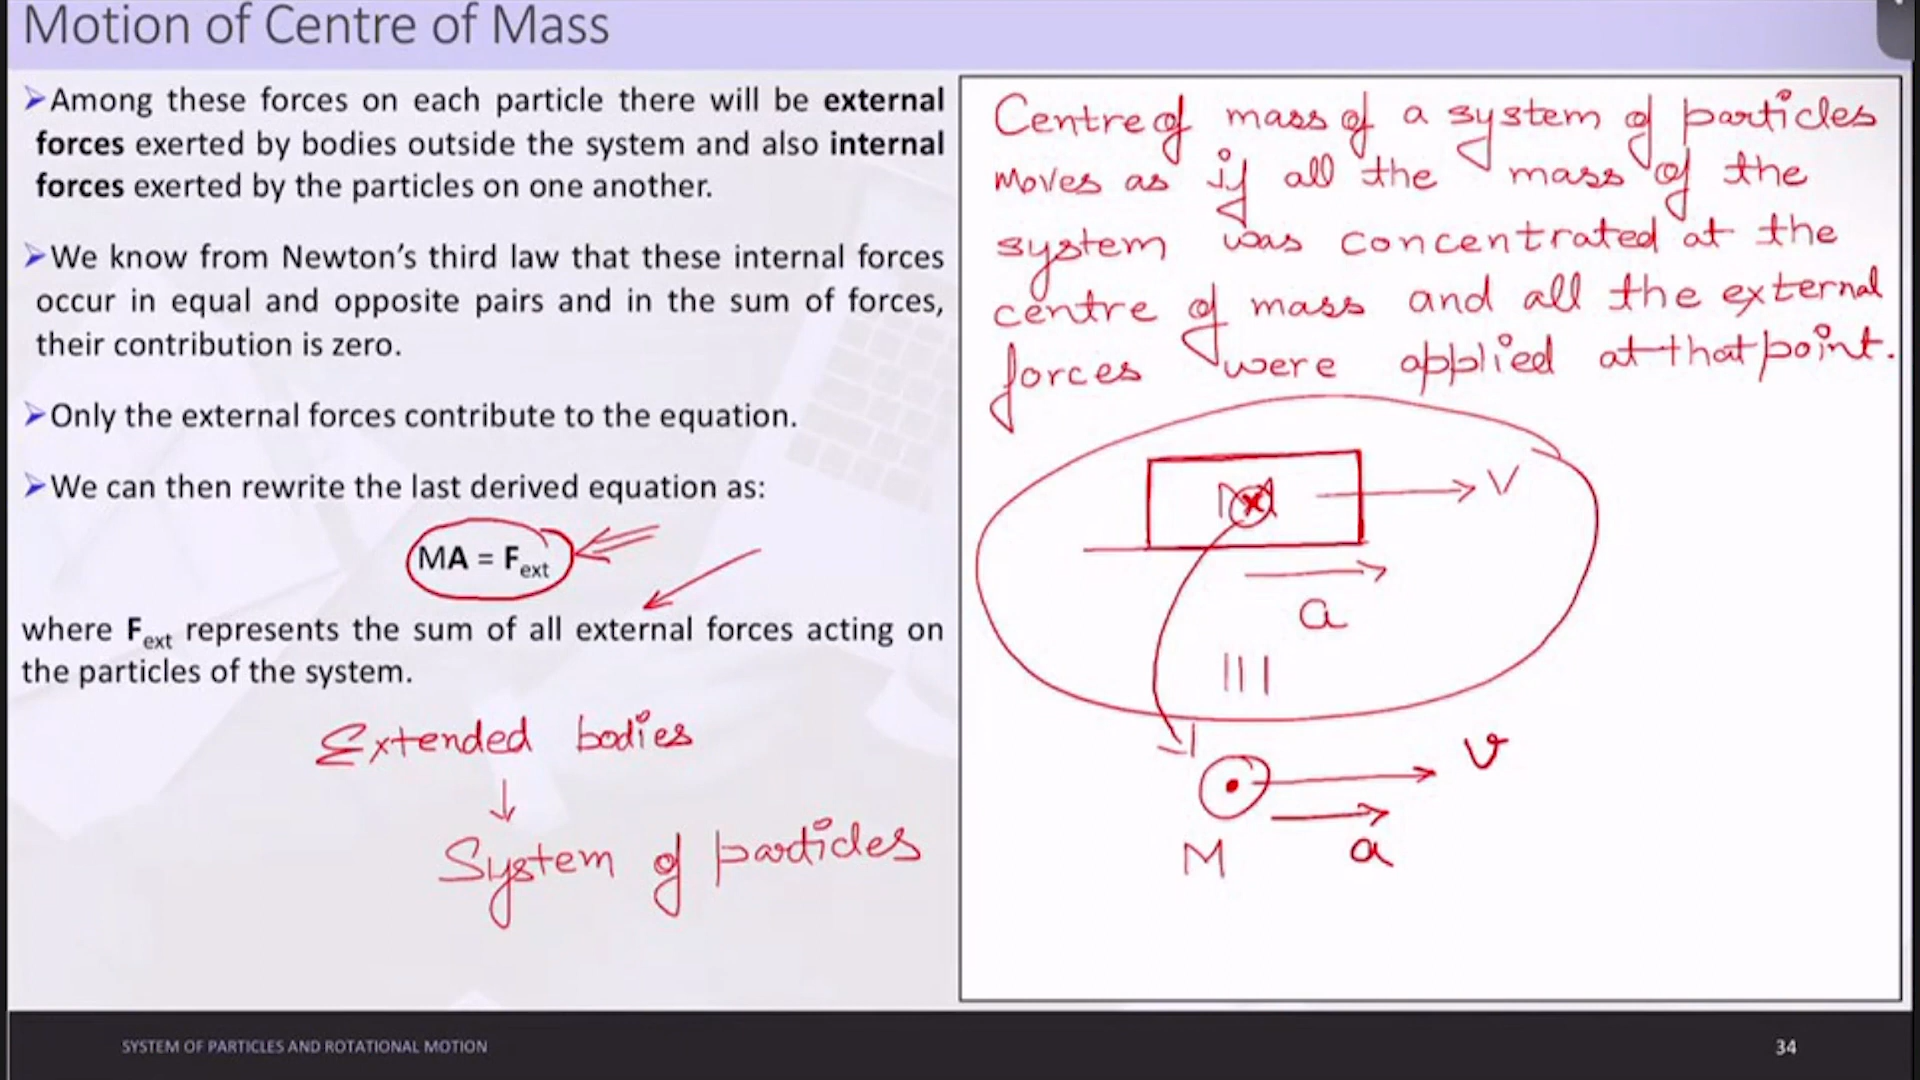 Motion of Centre of Mass
➢Among these forces on each particle there will be external
forces exerted by bodies outside the system and also internal
forces exerted by the particles on one another.
➢We know from Newton’s third law that these internal forces
occur in equal and opposite pairs and in the sum of forces,
their contribution is zero.
➢Only the external forces contribute to the equation.
➢We can then rewrite the last derived equation as:
MA = Fext
where Fext represents the sum of all external forces acting on
the particles of the system.
Extended bodies
↓
System of particles
Centre of mass of a system of particles
moves as if all the mass of the
system was concentrated at the
centre of mass and all the external
forces were applied at that point.
M
V
a
|||
v
M
a
SYSTEM OF PARTICLES AND ROTATIONAL MOTION
34